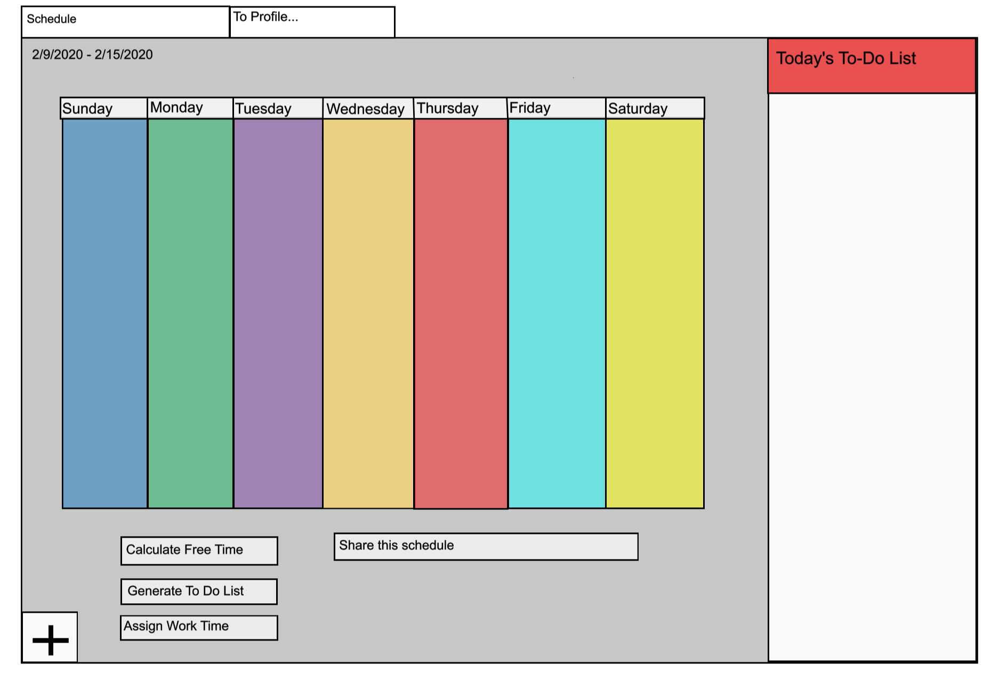 Schedule
To Profile...
2/9/2020 - 2/15/2020
Today's To-Do List
Sunday
Monday
Tuesday
Wednesday
Thursday
Friday
Saturday
Calculate Free Time
Share this schedule
Generate To Do List
Assign Work Time